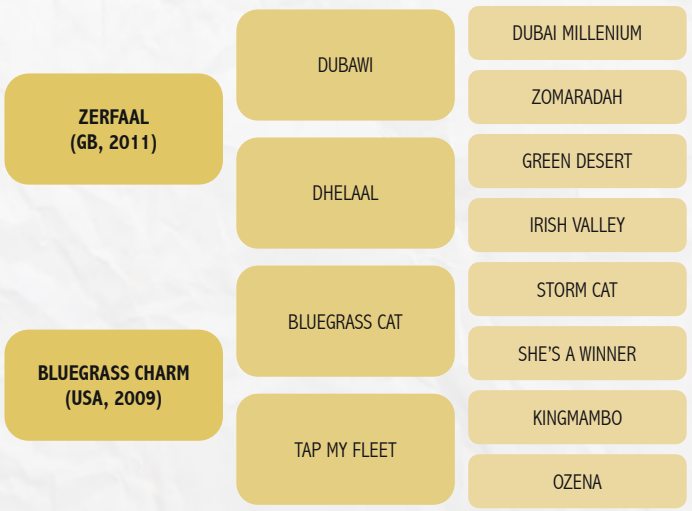 ZERFAAL
(GB, 2011)
BLUEGRASS CHARM
(USA, 2009)
DUBAWI
DHELAAL
BLUEGRASS CAT
TAP MY FLEET
DUBAI MILLENIUM
ZOMARADAH
GREEN DESERT
IRISH VALLEY
STORM CAT
SHE'S A WINNER
KINGMAMBO
OZENA